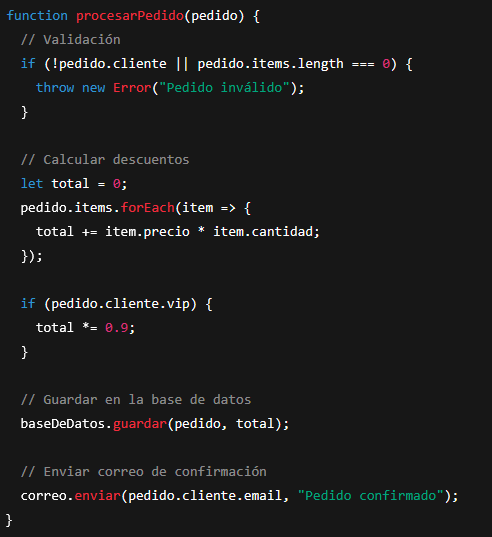 function procesarPedido(pedido) {
  // Validación
  if (!pedido.cliente || pedido.items.length === 0) {
    throw new Error("Pedido inválido");
  }

  // Calcular descuentos
  let total = 0;
  pedido.items.forEach(item => {
    total += item.precio * item.cantidad;
  });

  if (pedido.cliente.vip) {
    total *= 0.9;
  }

  // Guardar en la base de datos
  baseDeDatos.guardar(pedido, total);

  // Enviar correo de confirmación
  correo.enviar(pedido.cliente.email, "Pedido confirmado");
}